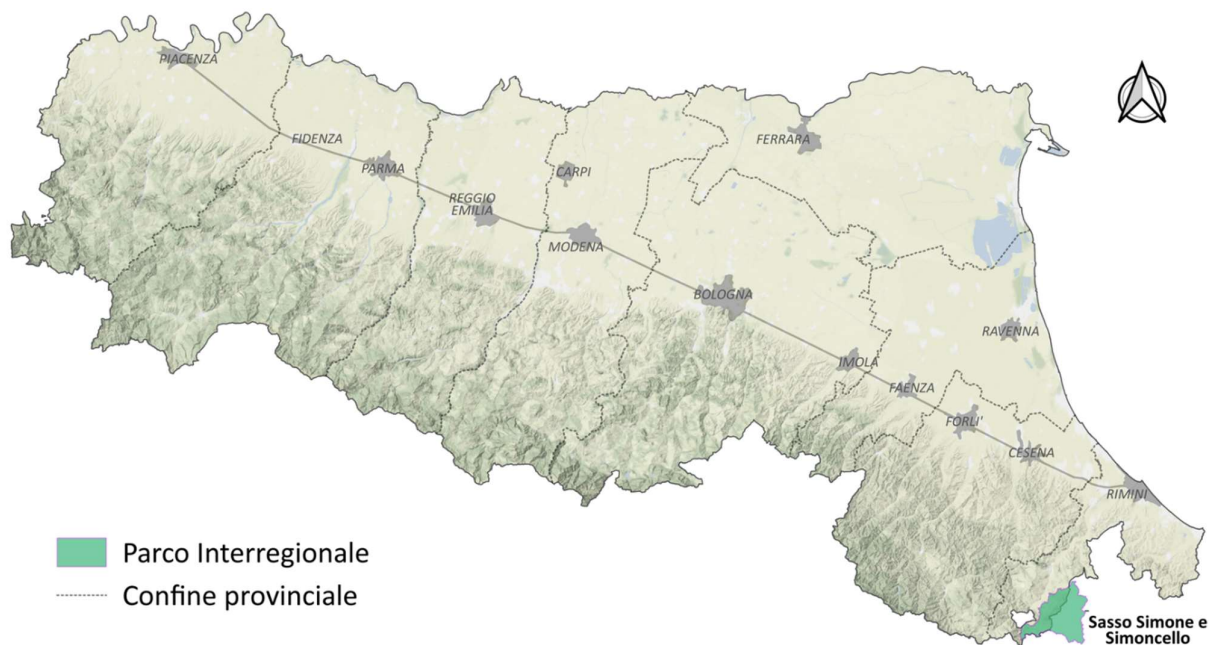 PIACENZA
FIDENZA
PARMA
REGGIO
EMILIA
CARPI
MODENA
FERRARA
BOLOGNA
RAVENNA
IMOLA
FAENZA
FORLI'
CESENA
RIMINI
Parco Interregionale
Confine provinciale
Sasso Simone e
Simoncello